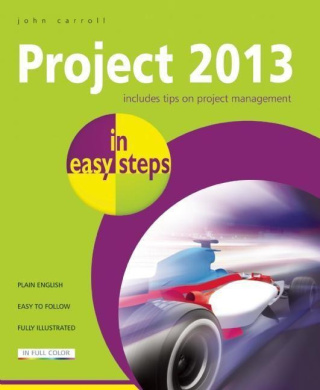 john carroll
Project 2013
includes tips on project management
in
easy steps
PLAIN ENGLISH
EASY TO FOLLOW
FULLY ILLUSTRATED
IN FULL COLOR